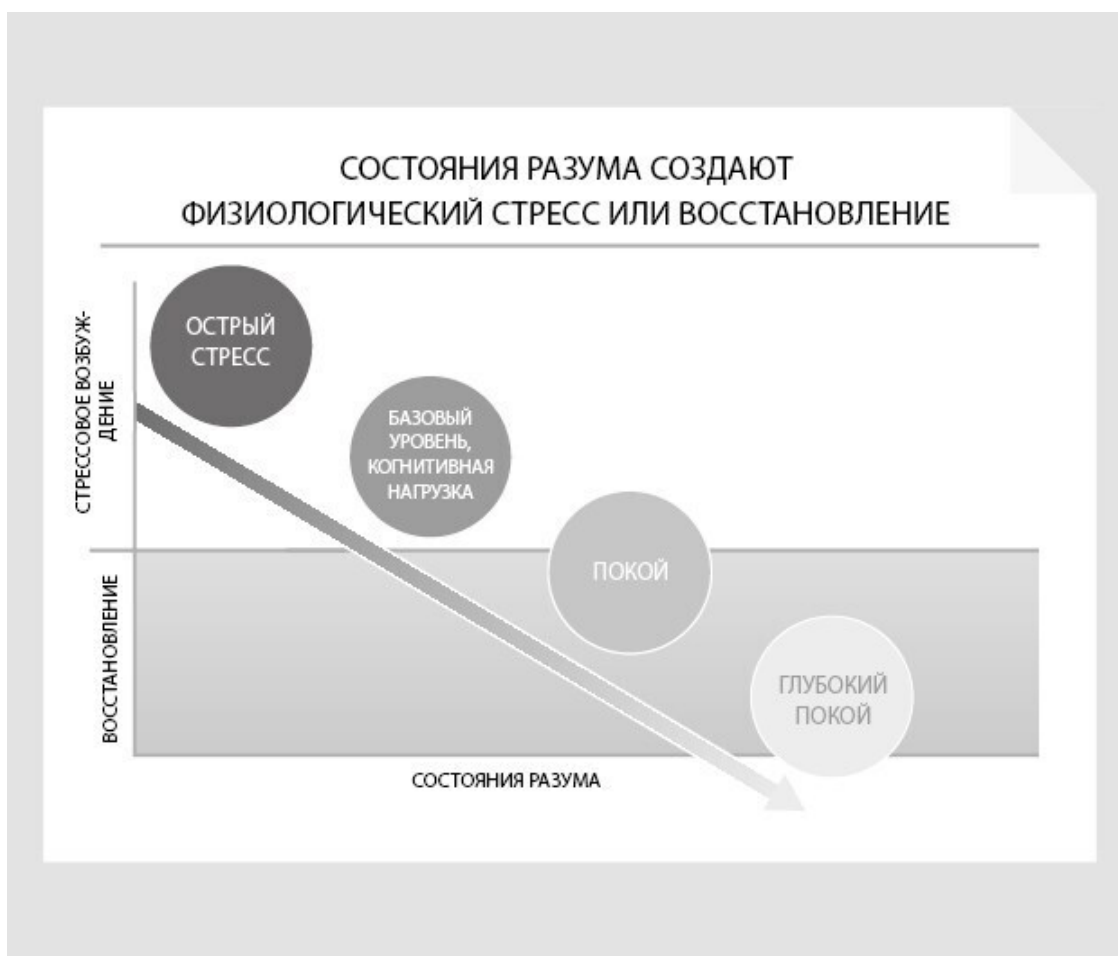 СОСТОЯНИЯ РАЗУМА СОЗДАЮТ
ФИЗИОЛОГИЧЕСКИЙ СТРЕСС ИЛИ ВОССТАНОВЛЕНИЕ
СТРЕССОВОЕ ВОЗБУЖ-
ДЕНИЕ
ОСТРЫЙ
СТРЕСС
БАЗОВЫЙ
УРОВЕНЬ,
КОГНИТИВНАЯ
НАГРУЗКА
ПОКОЙ
ВОССТАНОВЛЕНИЕ
ГЛУБОКИЙ
ПОКОЙ
СОСТОЯНИЯ РАЗУМА